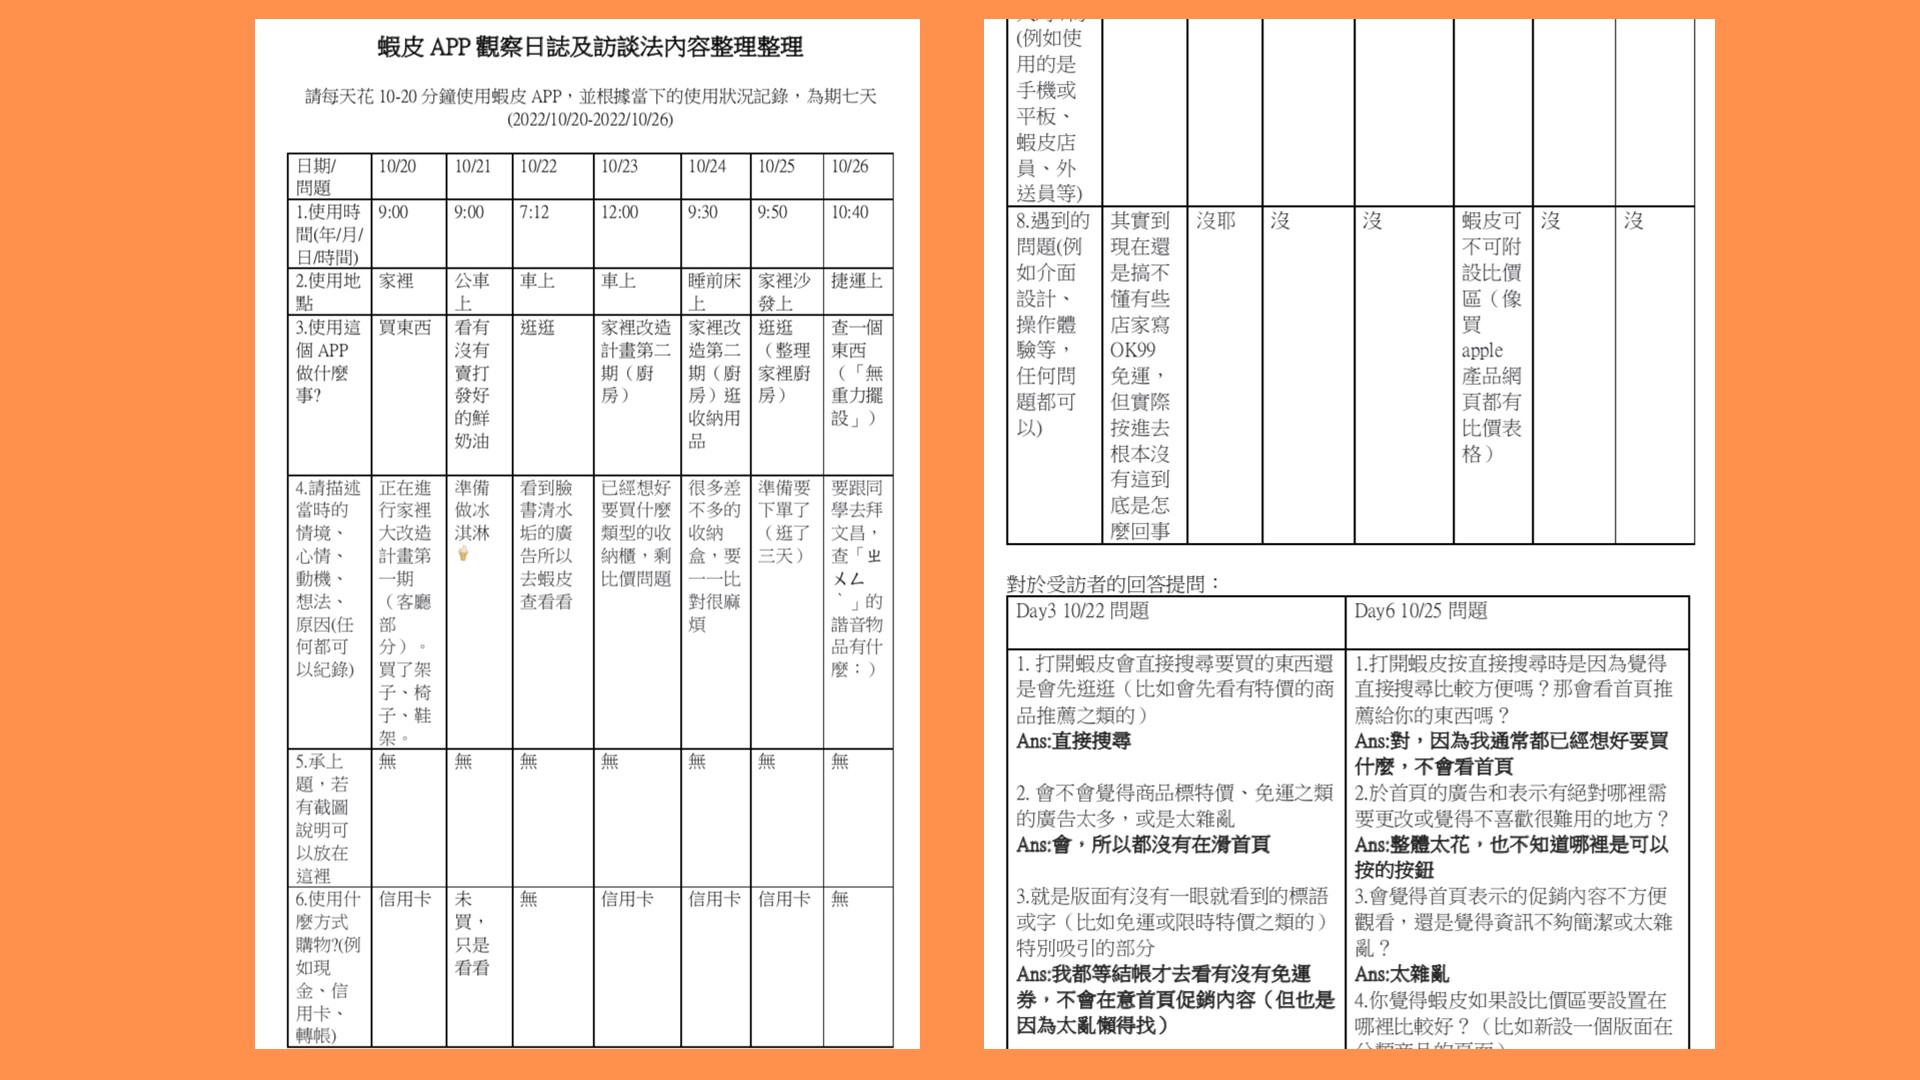 蝦皮 APP 觀察日誌及訪談法內容整理整理
請每天花 10-20 分鐘使用蝦皮 APP，並根據當下的使用狀況記錄，為期七天
(2022/10/20-2022/10/26)
日期/
問題
10/20
10/21
10/22
10/23
10/24
10/25
10/26
1.使用時
間(年/月/
日/時間)
9:00
9:00
7:12
12:00
9:30
9:50
10:40
2.使用地
點
家裡
公車
上
車上
車上
睡前床
上
家裡沙
發上
捷運上
3.使用這
個 APP
做什麼
事?
買東西
看有
沒有
賣打
發好
的鮮
奶油
逛逛
家裡改造
計畫第二
期（廚
房）
家裡改
造第二
期（廚
房）逛
收納用
品
逛逛
（整理
家裡廚
房）
查一個
東西
（「無
重力擺
設」）
4.請描述
當時的
情境、
心情、
動機、
想法、
原因(任
何都可
以紀錄)
正在進
行家裡
大改造
計畫第
一期
（客廳
部
分）。
買了架
子、椅
子、鞋
架。
準備
做冰
淇淋
🍦
看到臉
書清水
垢的廣
告所以
去蝦皮
查看看
已經想好
要買什麼
類型的收
納櫃，剩
比價問題
很多差
不多的
收納
盒，要
一一比
對很麻
煩
準備要
下單了
（逛了
三天）
要跟同
學去拜
文昌，
查「ㄓ
ㄨㄥ
ˋ」的
諧音物
品有什
麼：）
5.承上
題，若
有截圖
說明可
以放在
這裡
無
無
無
無
無
無
無
6.使用什
麼方式
購物?(例
如現
金、信
用卡、
轉帳)
信用卡
未
買，
只是
看看
無
信用卡
信用卡
信用卡
無
(例如使
用的是
手機或
平板、
蝦皮店
員、外
送員等)
8.遇到的
問題(例
如介面
設計、
操作體
驗等，
任何問
題都可
以)
其實到
現在還
是搞不
懂有些
店家寫
OK99
免運，
但實際
按進去
根本沒
有這到
底是怎
麼回事
沒耶
沒
沒
蝦皮可
不可附
設比價
區（像
買
apple
產品網
頁都有
比價表
格）
沒
沒
對於受訪者的回答提問：
Day3 10/22 問題
1. 打開蝦皮會直接搜尋要買的東西還
是會先逛逛（比如會先看有特價的商
品推薦之類的）
Ans:直接搜尋
2. 會不會覺得商品標特價、免運之類
的廣告太多，或是太雜亂
Ans:會，所以都沒有在滑首頁
3.就是版面有沒有一眼就看到的標語
或字（比如免運或限時特價之類的）
特別吸引的部分
Ans:我都等結帳才去看有沒有免運
券，不會在意首頁促銷內容（但也是
因為太亂懶得找）
Day6 10/25 問題
1.打開蝦皮按直接搜尋時是因為覺得
直接搜尋比較方便嗎？那會看首頁推
薦給你的東西嗎？
Ans:對，因為我通常都已經想好要買
什麼，不會看首頁
2.於首頁的廣告和表示有絕對哪裡需
要更改或覺得不喜歡很難用的地方？
Ans:整體太花，也不知道哪裡是可以
按的按鈕
3.會覺得首頁表示的促銷內容不方便
觀看，還是覺得資訊不夠簡潔或太雜
亂？
Ans:太雜亂
4.你覺得蝦皮如果設比價區要設置在
哪裡比較好？（比如新設一個版面在